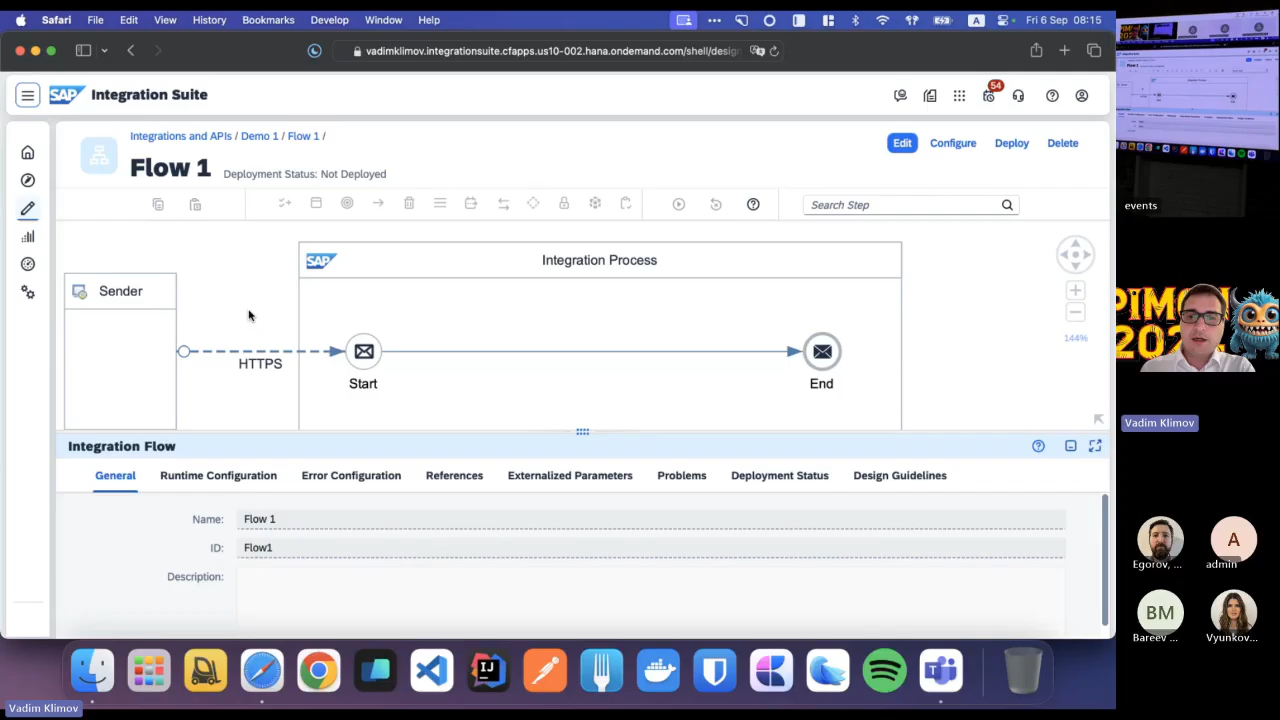 Safari File Edit View History Bookmarks Develop Window Help A Fri 6 Sep 08:15
vadimklimov.integrationsuite.cfapps.us10-002.hana.ondemand.com/shell/design
SAP Integration Suite 54
Integrations and APIs / Demo 1 / Flow 1 /
Flow 1 Deployment Status: Not Deployed
Edit Configure Deploy Delete
Search Step
SAP Integration Process
Sender
HTTPS
Start
End
144%
Integration Flow
General Runtime Configuration Error Configuration References Externalized Parameters Problems Deployment Status Design Guidelines
Name: Flow 1
ID: Flow1
Description:
Vadim Klimov
events
Vadim Klimov
Egorov, ...
A
admin
BM
Bareev ...
Vyunkov...